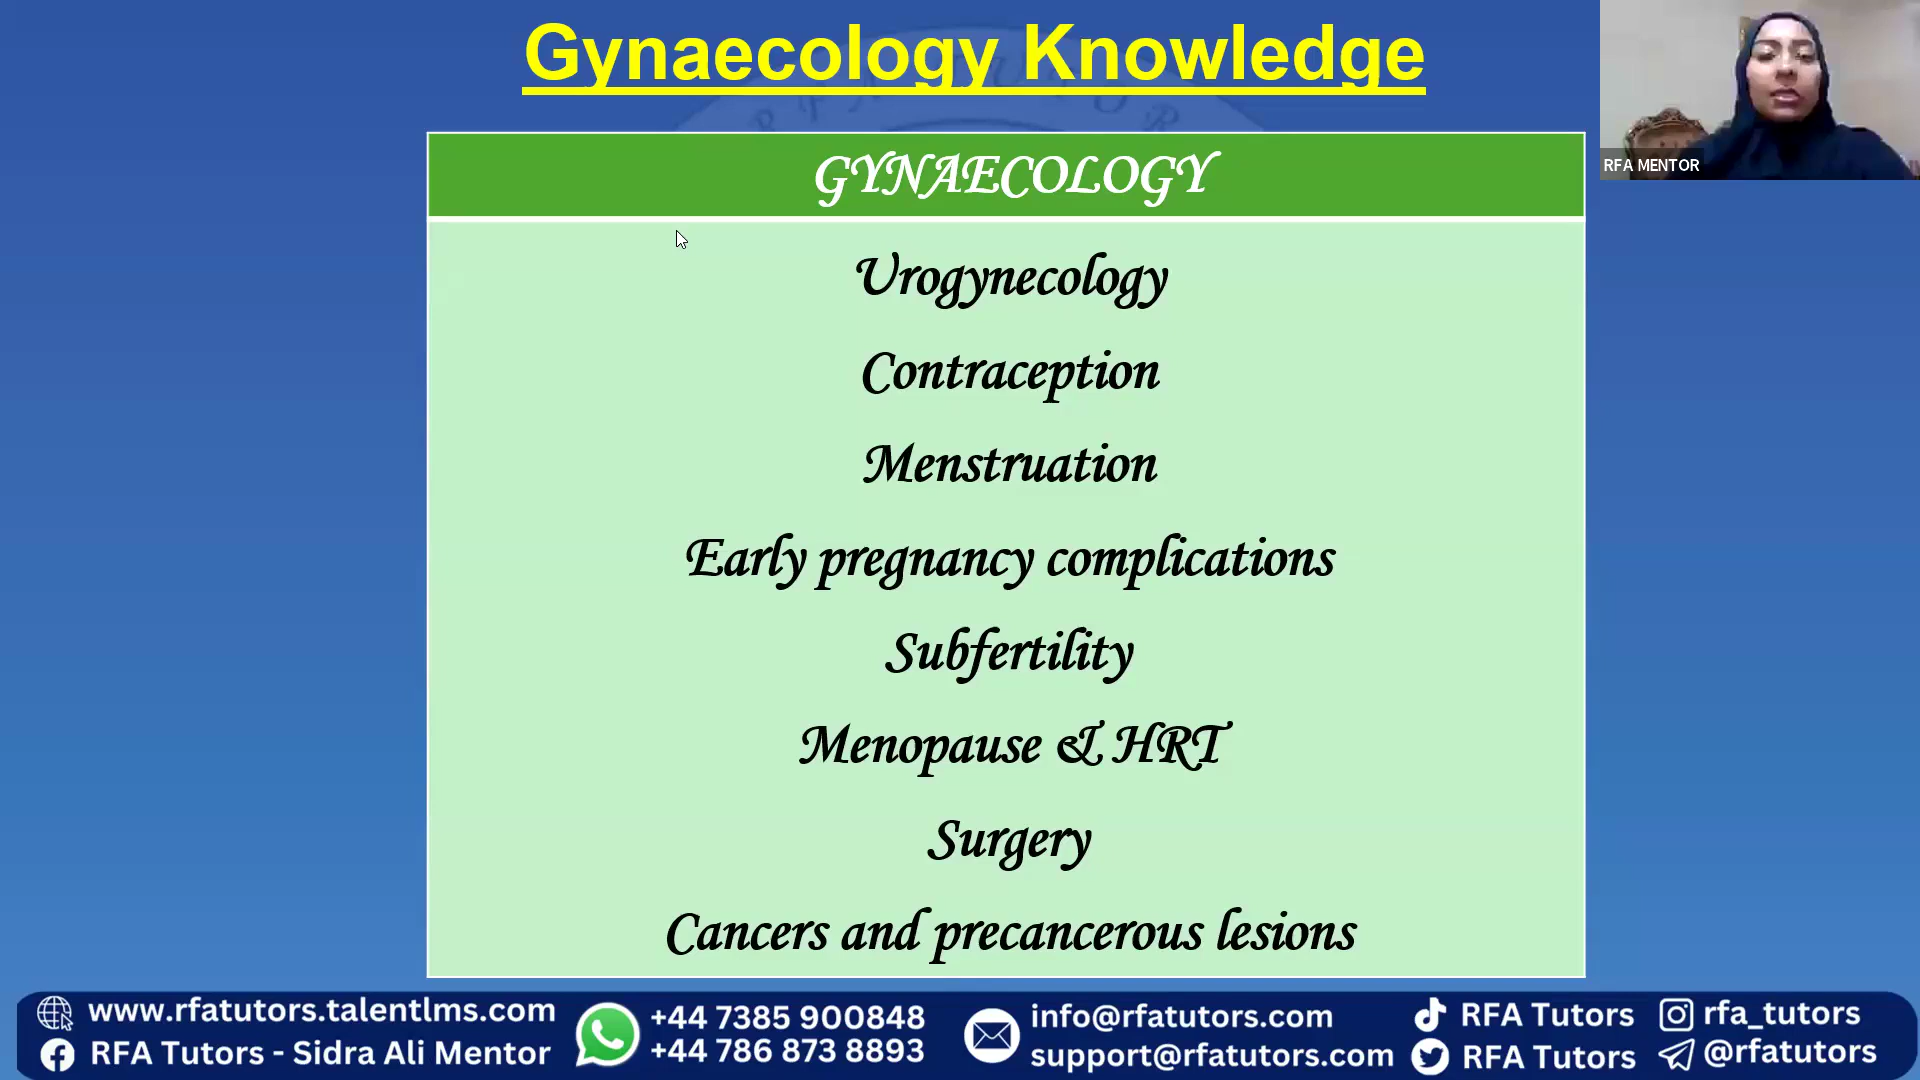 Gynaecology Knowledge
RFA TUTOR
RFA MENTOR
GYNAECOLOGY
Urogynecology
Contraception
Menstruation
Early pregnancy complications
Subfertility
Menopause & HRT
Surgery
Cancers and precancerous lesions
www.rfatutors.talentlms.com
RFA Tutors - Sidra Ali Mentor
+44 7385 900848
+44 786 873 8893
info@rfatutors.com
support@rfatutors.com
RFA Tutors
RFA Tutors
rfa_tutors
@rfatutors